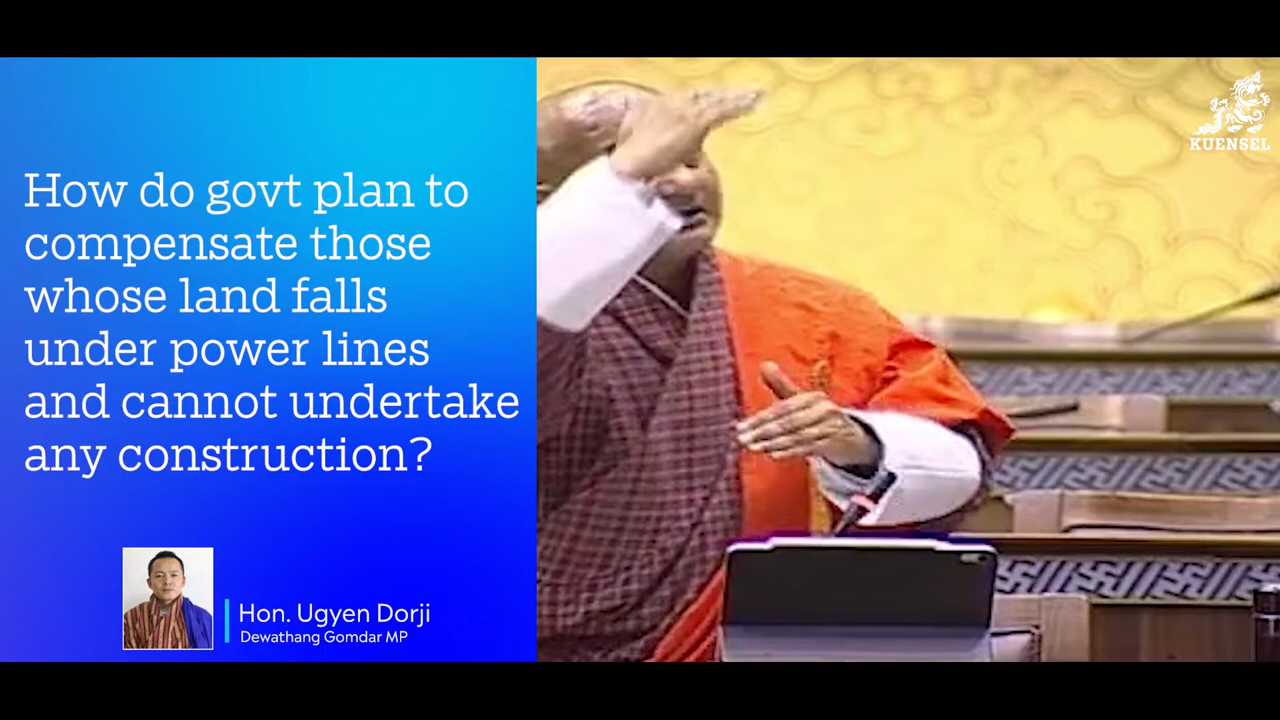 How do govt plan to
compensate those
whose land falls
under power lines
and cannot undertake
any construction?
Hon. Ugyen Dorji
Dewathang Gomdar MP
KUENSEL